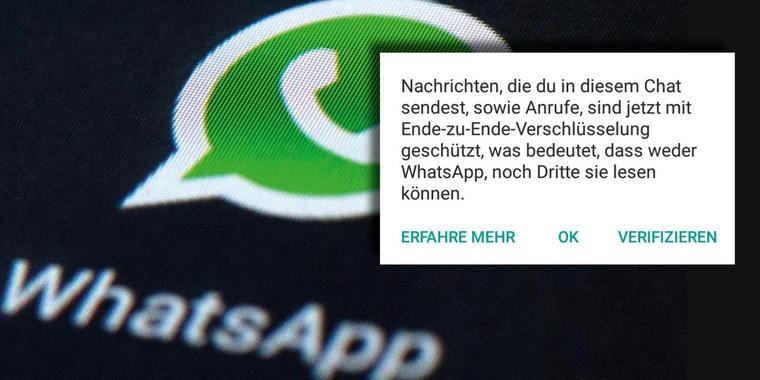 WhatsApp
Nachrichten, die du in diesem Chat
sendest, sowie Anrufe, sind jetzt mit
Ende-zu-Ende-Verschlüsselung
geschützt, was bedeutet, dass weder
WhatsApp, noch Dritte sie lesen
können.
ERFAHRE MEHR OK VERIFIZIEREN